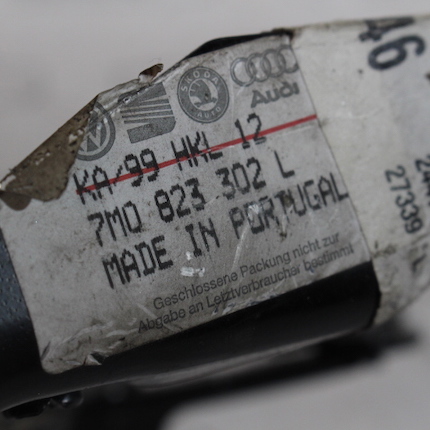 ŠKODA
Audi
KA/99 HKL 12
7M0 823 302 L
MADE IN PORTUGAL
Geschlossene Packung nicht zur
Abgabe an Letztverbraucher bestimmt
46
27339